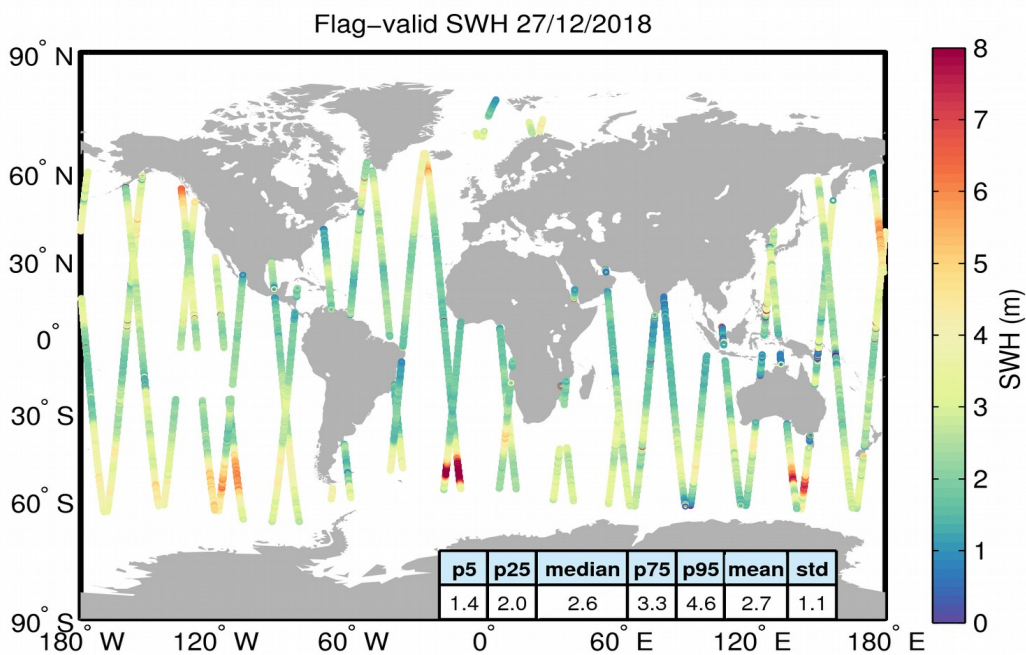 Flag−valid SWH 27/12/2018
90° N
60° N
30° N
0°
30° S
60° S
90° S
180° W
120° W
60° W
0°
60° E
120° E
180° E
p5 p25 median p75 p95 mean std
1.4 2.0 2.6 3.3 4.6 2.7 1.1
8
7
6
5
4
3
2
1
0
SWH (m)